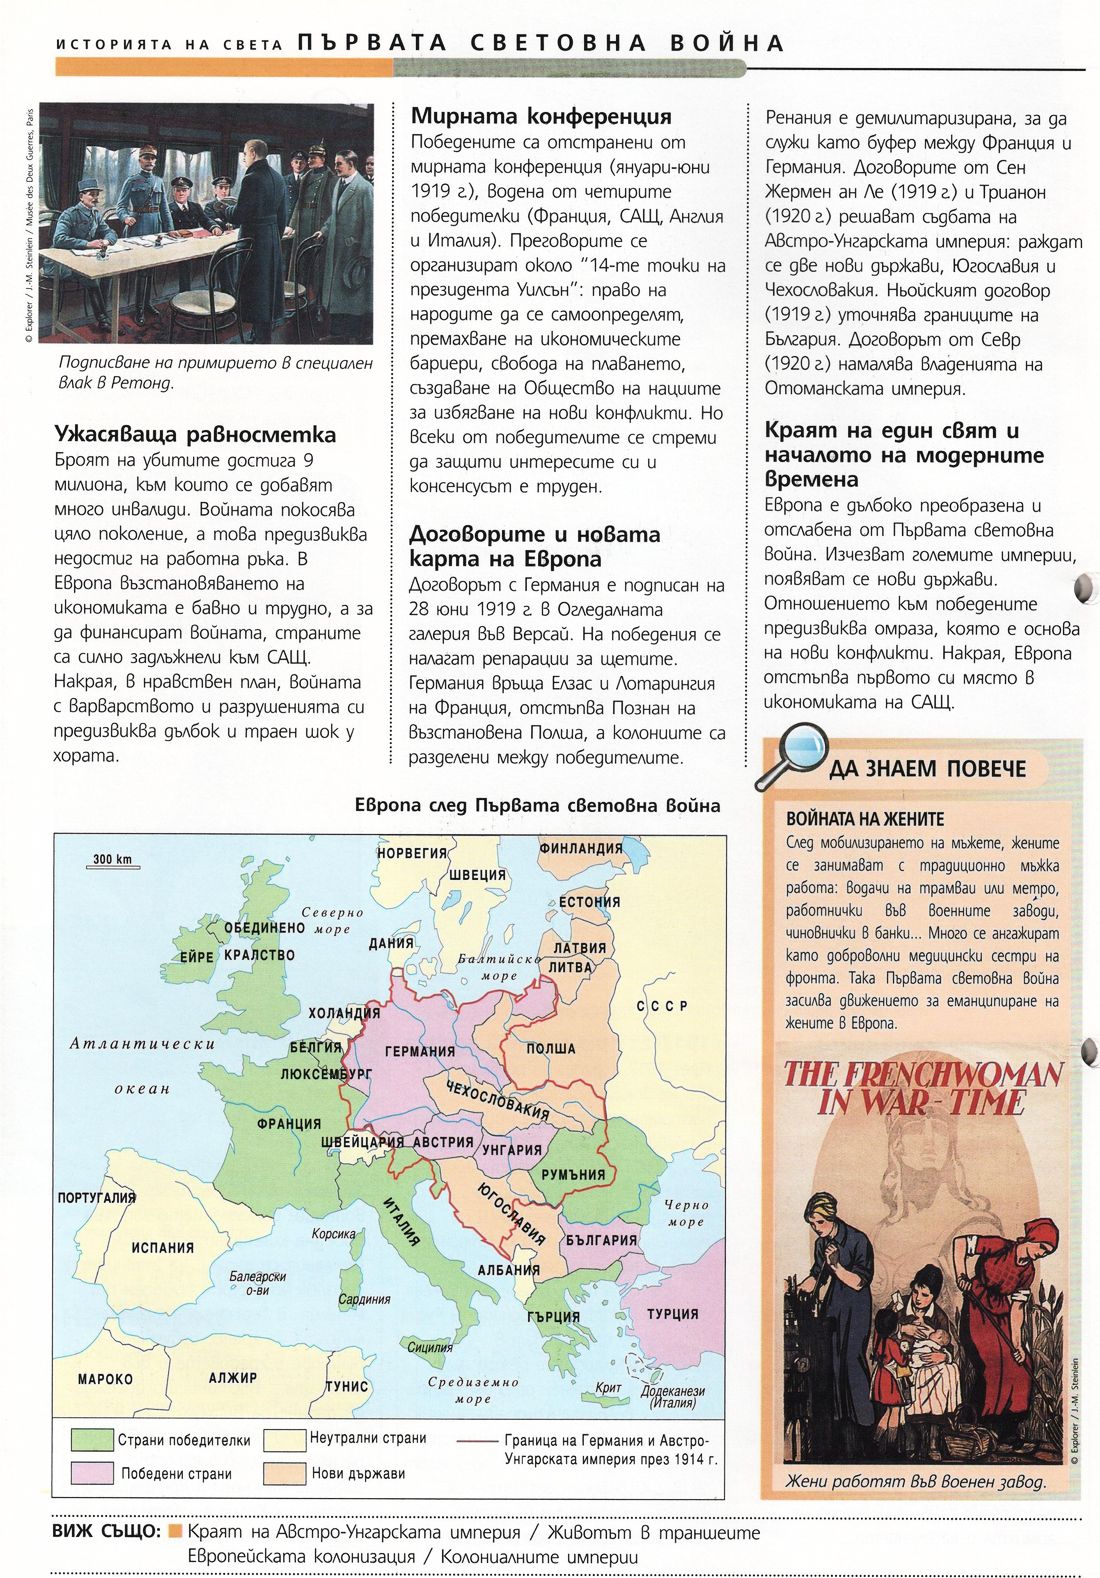 ИСТОРИЯТА НА СВЕТА ПЪРВАТА СВЕТОВНА ВОЙНА
© Explorer / J.-M. Steinlein / Musée des Deux Guerres, Paris
Подписване на примирието в специален
влак в Ретонд.
Ужасяваща равносметка
Броят на убитите достига 9
милиона, към които се добавят
много инвалиди. Войната покосява
цяло поколение, а това предизвиква
недостиг на работна ръка. В
Европа възстановяването на
икономиката е бавно и трудно, а за
да финансират войната, страните
са силно задлъжнели към САЩ.
Накрая, в нравствен план, войната
с варварството и разрушенията си
предизвиква дълбок и траен шок у
хората.
Мирната конференция
Победените са отстранени от
мирната конференция (януари-юни
1919 г.), водена от четирите
победителки (Франция, САЩ, Англия
и Италия). Преговорите се
организират около “14-те точки на
президента Уилсън”: право на
народите да се самоопределят,
премахване на икономическите
бариери, свобода на плаването,
създаване на Общество на нациите
за избягване на нови конфликти. Но
всеки от победителите се стреми
да защити интересите си и
консенсусът е труден.
Договорите и новата
карта на Европа
Договорът с Германия е подписан на
28 юни 1919 г. в Огледалната
галерия във Версай. На победения се
налагат репарации за щетите.
Германия връща Елзас и Лотарингия
на Франция, отстъпва Познан на
възстановена Полша, а колониите са
разделени между победителите.
Ренания е демилитаризирана, за да
служи като буфер между Франция и
Германия. Договорите от Сен
Жермен ан Ле (1919 г.) и Трианон
(1920 г.) решават съдбата на
Австро-Унгарската империя: раждат
се две нови държави, Югославия и
Чехословакия. Ньойският договор
(1919 г.) уточнява границите на
България. Договорът от Севр
(1920 г.) намалява владенията на
Отоманската империя.
Краят на един свят и
началото на модерните
времена
Европа е дълбоко преобразена и
отслабена от Първата световна
война. Изчезват големите империи,
появяват се нови държави.
Отношението към победените
предизвиква омраза, която е основа
на нови конфликти. Накрая, Европа
отстъпва първото си място в
икономиката на САЩ.
Европа след Първата световна война
300 km
НОРВЕГИЯ
ШВЕЦИЯ
ФИНЛАНДИЯ
ЕСТОНИЯ
ЛАТВИЯ
ЛИТВА
Северно
море
ДАНИЯ
Балтийско
море
ОБЕДИНЕНО
КРАЛСТВО
ЕЙРЕ
СССР
ХОЛАНДИЯ
БЕЛГИЯ
ЛЮКСЕМБУРГ
ГЕРМАНИЯ
ПОЛША
Атлантически
океан
ЧЕХОСЛОВАКИЯ
ФРАНЦИЯ
ШВЕЙЦАРИЯ
АВСТРИЯ
УНГАРИЯ
РУМЪНИЯ
ПОРТУГАЛИЯ
ИСПАНИЯ
ИТАЛИЯ
ЮГОСЛАВИЯ
Черно
море
БЪЛГАРИЯ
АЛБАНИЯ
Корсика
Балеарски
о-ви
Сардиния
ГЪРЦИЯ
ТУРЦИЯ
Сицилия
МАРОКО
АЛЖИР
ТУНИС
Средиземно
море
Крит
Додеканези
(Италия)
Страни победителки
Неутрални страни
Победени страни
Нови държави
Граница на Германия и Австро-
Унгарската империя през 1914 г.
ДА ЗНАЕМ ПОВЕЧЕ
ВОЙНАТА НА ЖЕНИТЕ
След мобилизирането на мъжете, жените
се занимават с традиционно мъжка
работа: водачи на трамваи или метро,
работнички във военните заводи,
чиновнички в банки... Много се ангажират
като доброволни медицински сестри на
фронта. Така Първата световна война
засилва движението за еманципиране на
жените в Европа.
THE FRENCHWOMAN
IN WAR-TIME
© Explorer / J.-M. Steinlein
Жени работят във военен завод.
ВИЖ СЪЩО: Краят на Австро-Унгарската империя / Животът в траншеите
Европейската колонизация / Колониалните империи